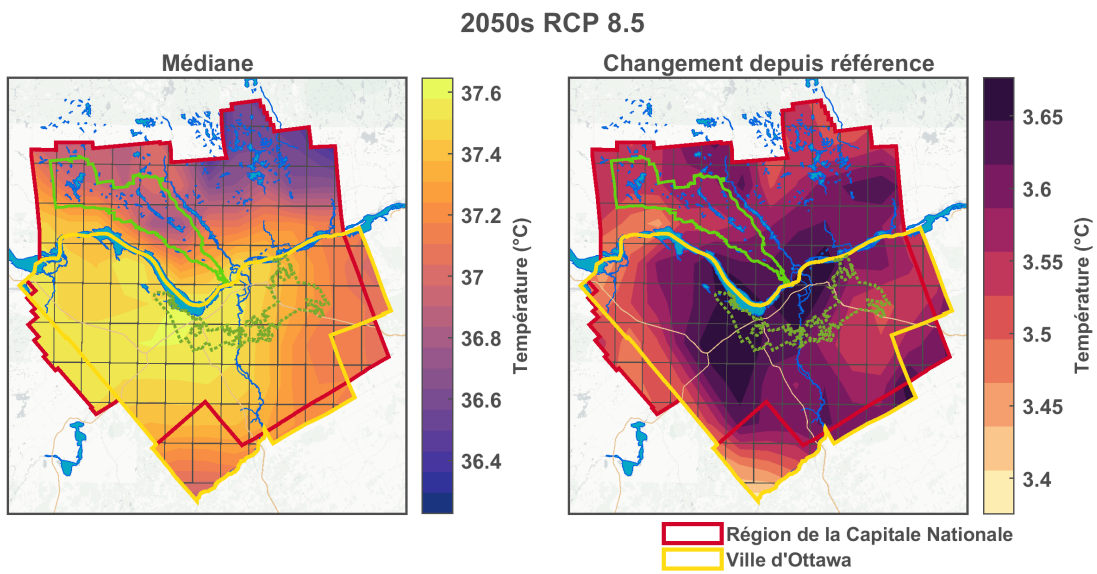 2050s RCP 8.5
Médiane
37.6
37.4
37.2
37
36.8
36.6
36.4
Température (°C)
Changement depuis référence
3.65
3.6
3.55
3.5
3.45
3.4
Température (°C)
Région de la Capitale Nationale
Ville d'Ottawa